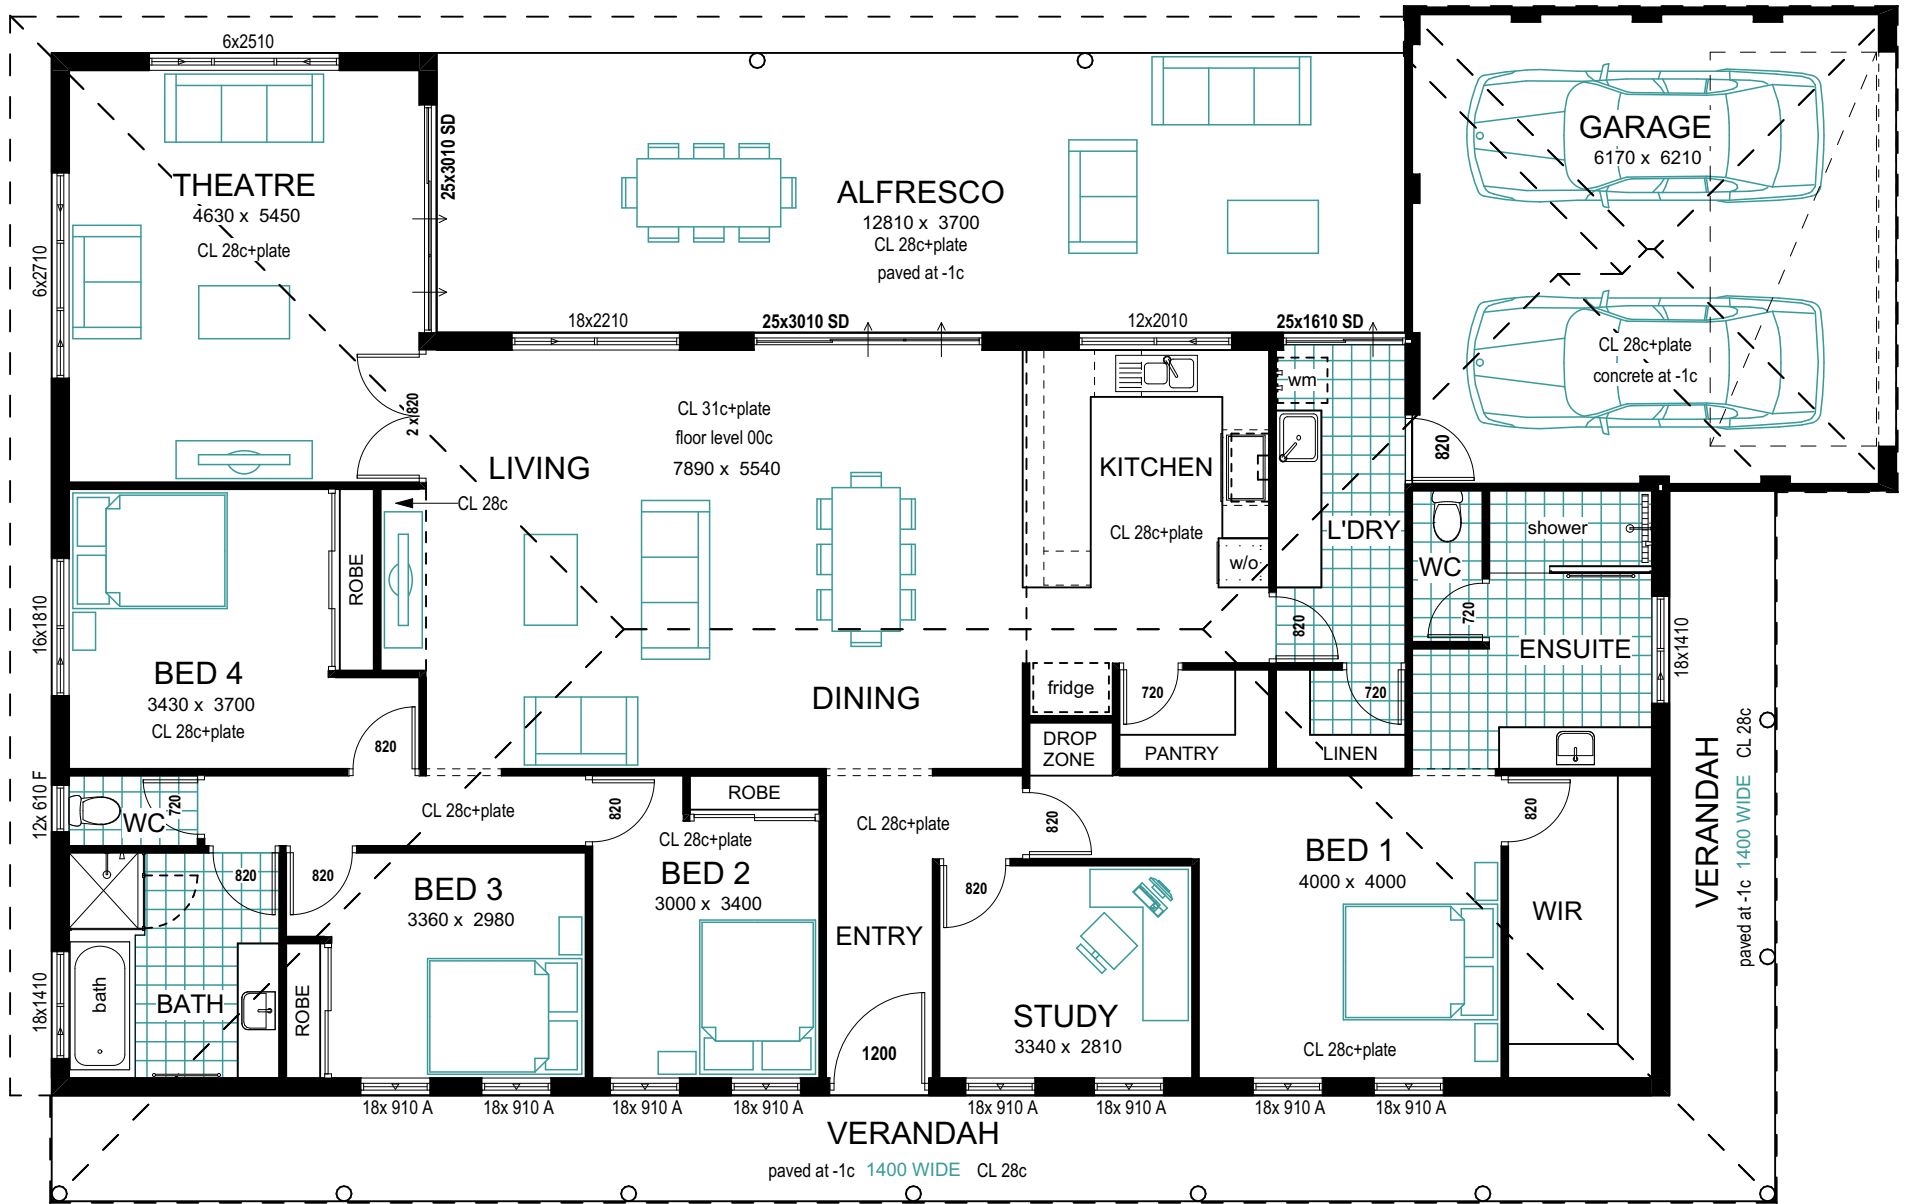 6x2510
THEATRE
4630 x 5450
CL 28c+plate
6x2710
25x3010 SD
2 x 820
ALFRESCO
12810 x 3700
CL 28c+plate
paved at -1c
18x2210
25x3010 SD
12x2010
25x1610 SD
GARAGE
6170 x 6210
CL 28c+plate
concrete at -1c
820
CL 31c+plate
floor level 00c
7890 x 5540
LIVING
CL 28c
DINING
KITCHEN
CL 28c+plate
w/o
wm
L'DRY
820
fridge
720
PANTRY
720
LINEN
DROP
ZONE
WC
720
shower
ENSUITE
18x1410
16x1810
BED 4
3430 x 3700
CL 28c+plate
ROBE
820
12x 610 F
WC
720
CL 28c+plate
820
ROBE
CL 28c+plate
BED 2
3000 x 3400
820
820
BED 3
3360 x 2980
ROBE
18x1410
bath
BATH
CL 28c+plate
ENTRY
1200
820
820
STUDY
3340 x 2810
BED 1
4000 x 4000
CL 28c+plate
820
WIR
VERANDAH
paved at -1c 1400 WIDE CL 28c
18x 910 A
18x 910 A
18x 910 A
18x 910 A
18x 910 A
18x 910 A
18x 910 A
18x 910 A
VERANDAH
paved at -1c 1400 WIDE CL 28c